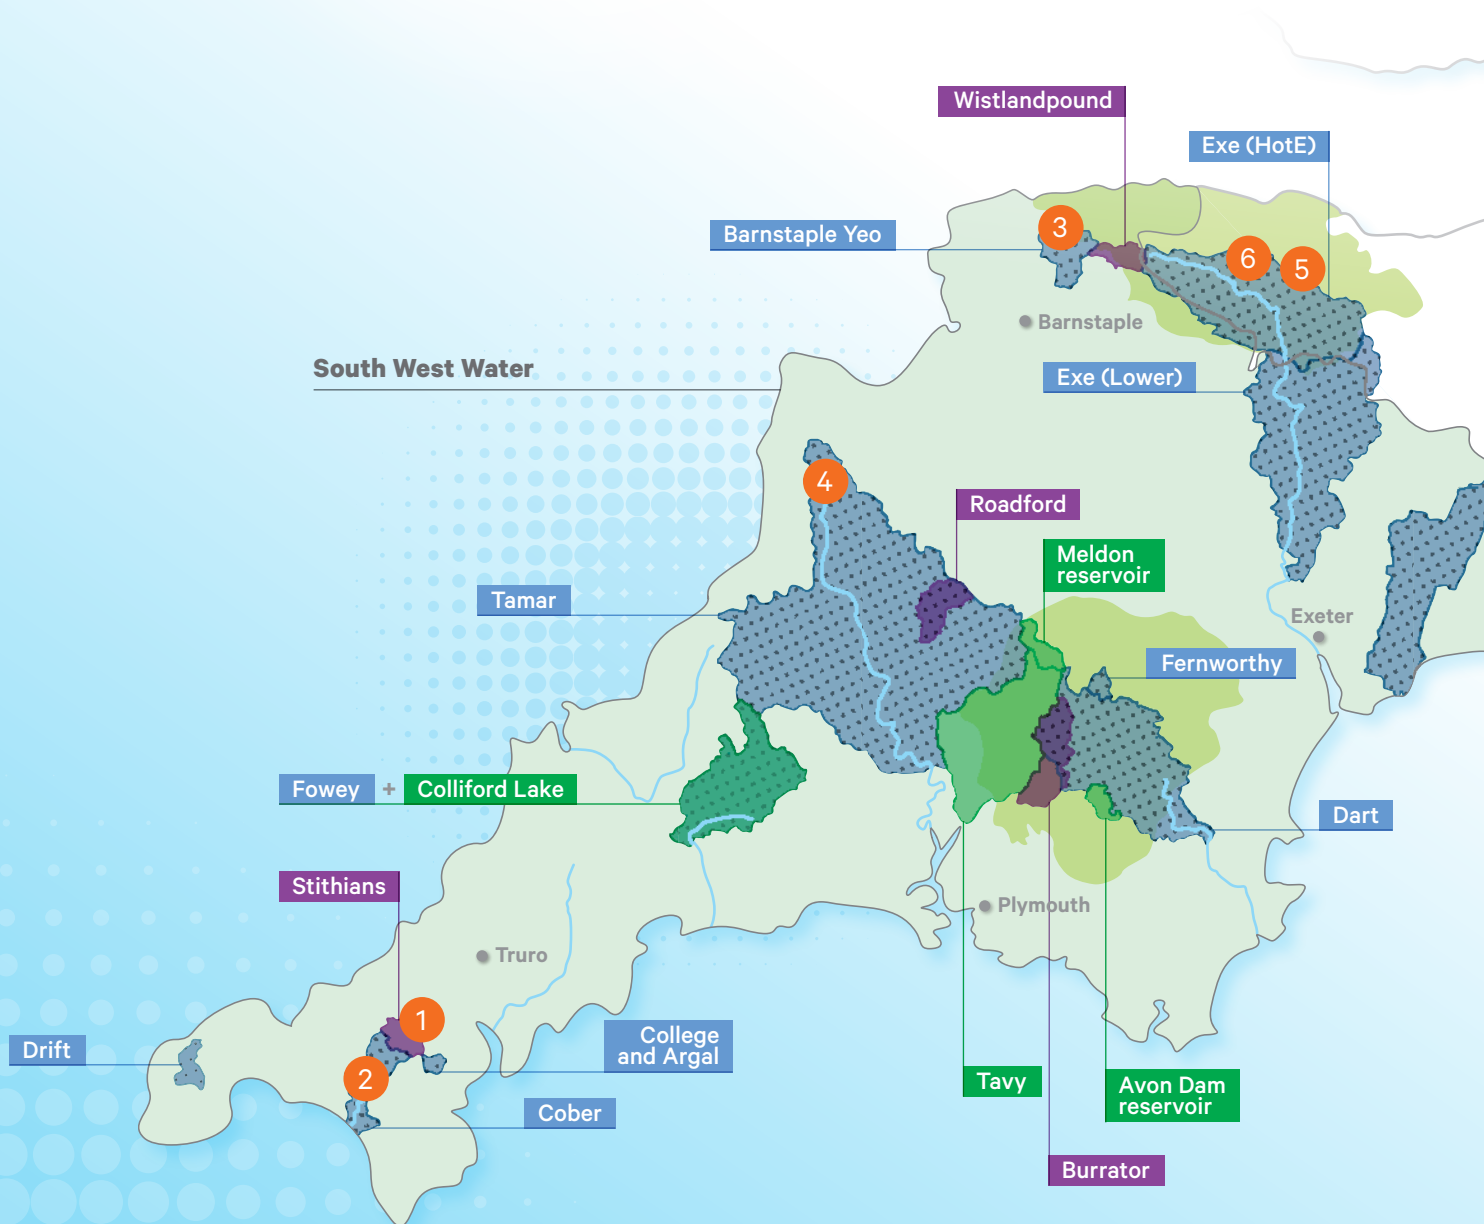 Wistlandpound
Exe (HotE)
3
Barnstaple Yeo
6
5
Barnstaple
South West Water
Exe (Lower)
4
Roadford
Meldon
reservoir
Tamar
Exeter
Fernworthy
Fowey + Colliford Lake
Dart
Stithians
Plymouth
Truro
1
College
and Argal
Drift
2
Tavy
Avon Dam
reservoir
Cober
Burrator